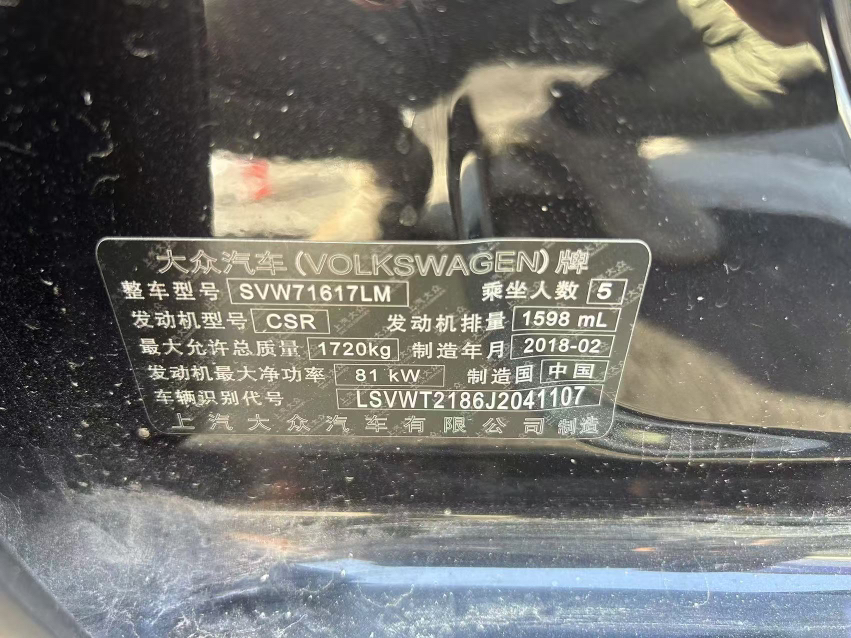 大众汽车(VOLKSWAGEN)牌
整车型号 SVW71617LM 乘坐人数 5
发动机型号 CSR 发动机排量 1598 mL
最大允许总质量 1720kg 制造年月 2018-02
发动机最大净功率 81 kW 制造国 中国
车辆识别代号 LSVWT2186J2041107
上汽大众汽车有限公司 制造